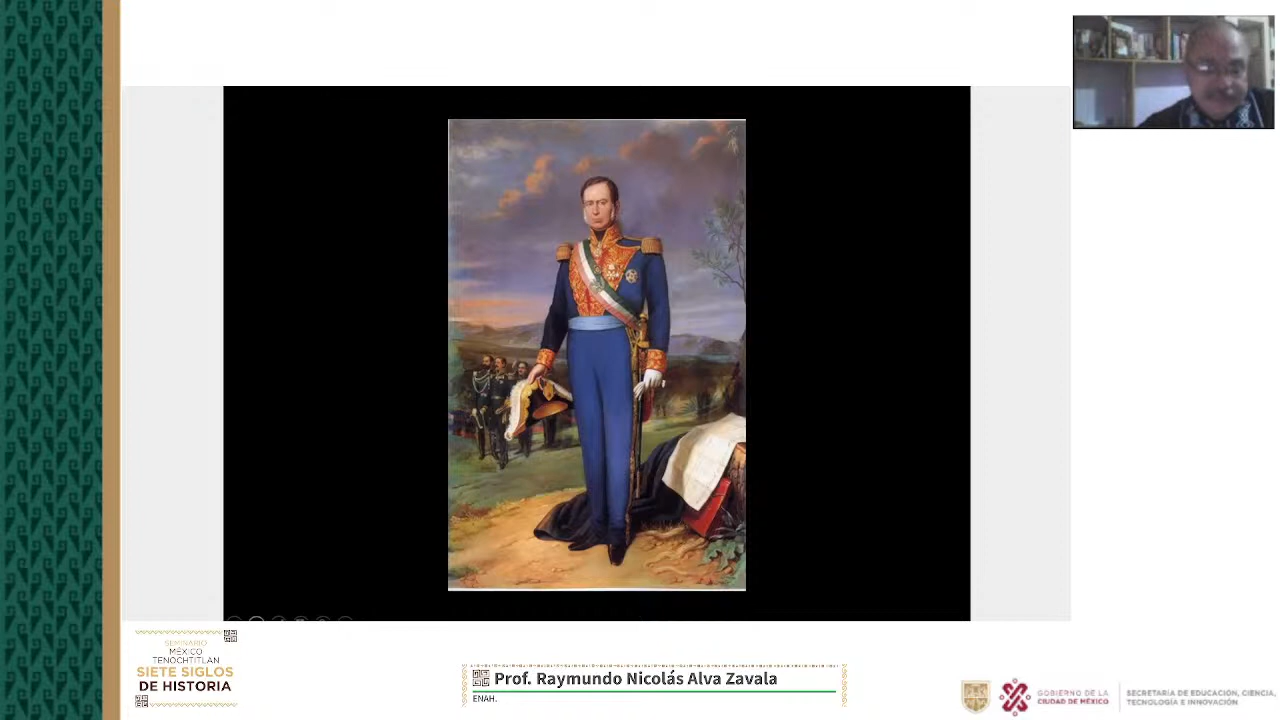 SEMINARIO
MÉXICO
TENOCHTITLAN
SIETE SIGLOS
DE HISTORIA
Prof. Raymundo Nicolás Alva Zavala
ENAH.
GOBIERNO DE LA
CIUDAD DE MÉXICO
SECRETARÍA DE EDUCACIÓN, CIENCIA,
TECNOLOGÍA E INNOVACIÓN